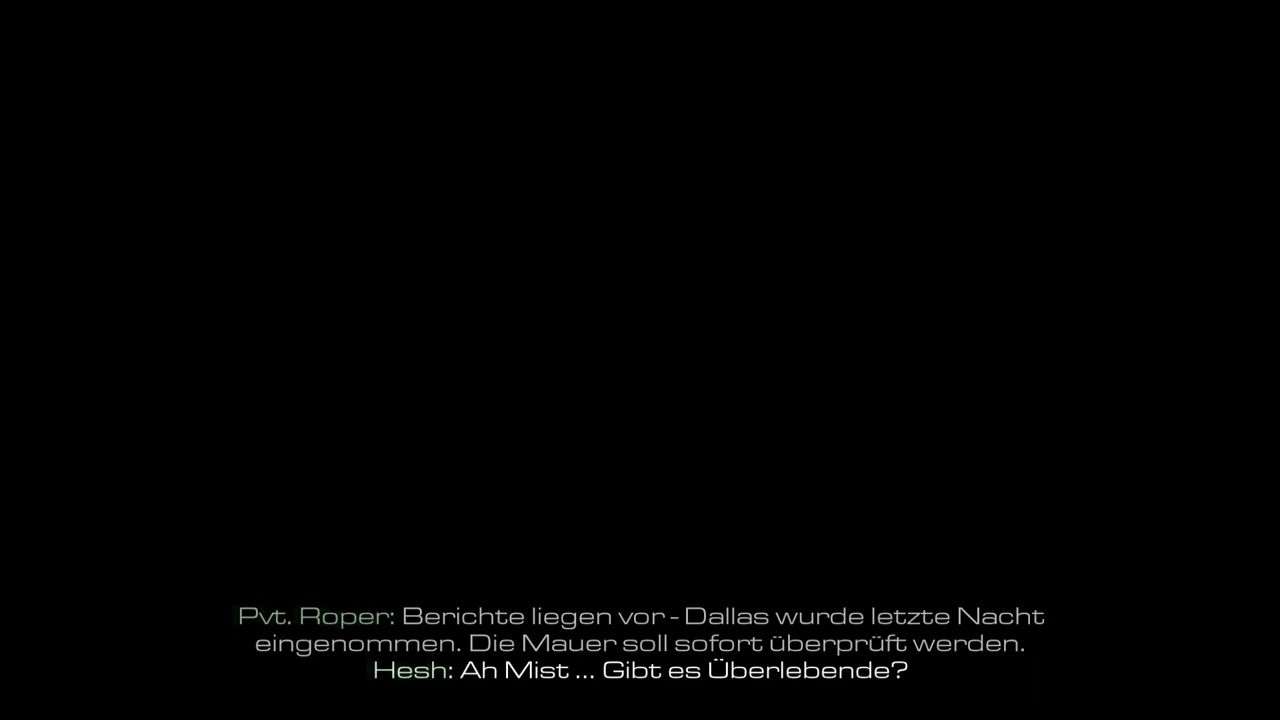 Pvt. Roper: Berichte liegen vor - Dallas wurde letzte Nacht
eingenommen. Die Mauer soll sofort überprüft werden.
Hesh: Ah Mist ... Gibt es Überlebende?